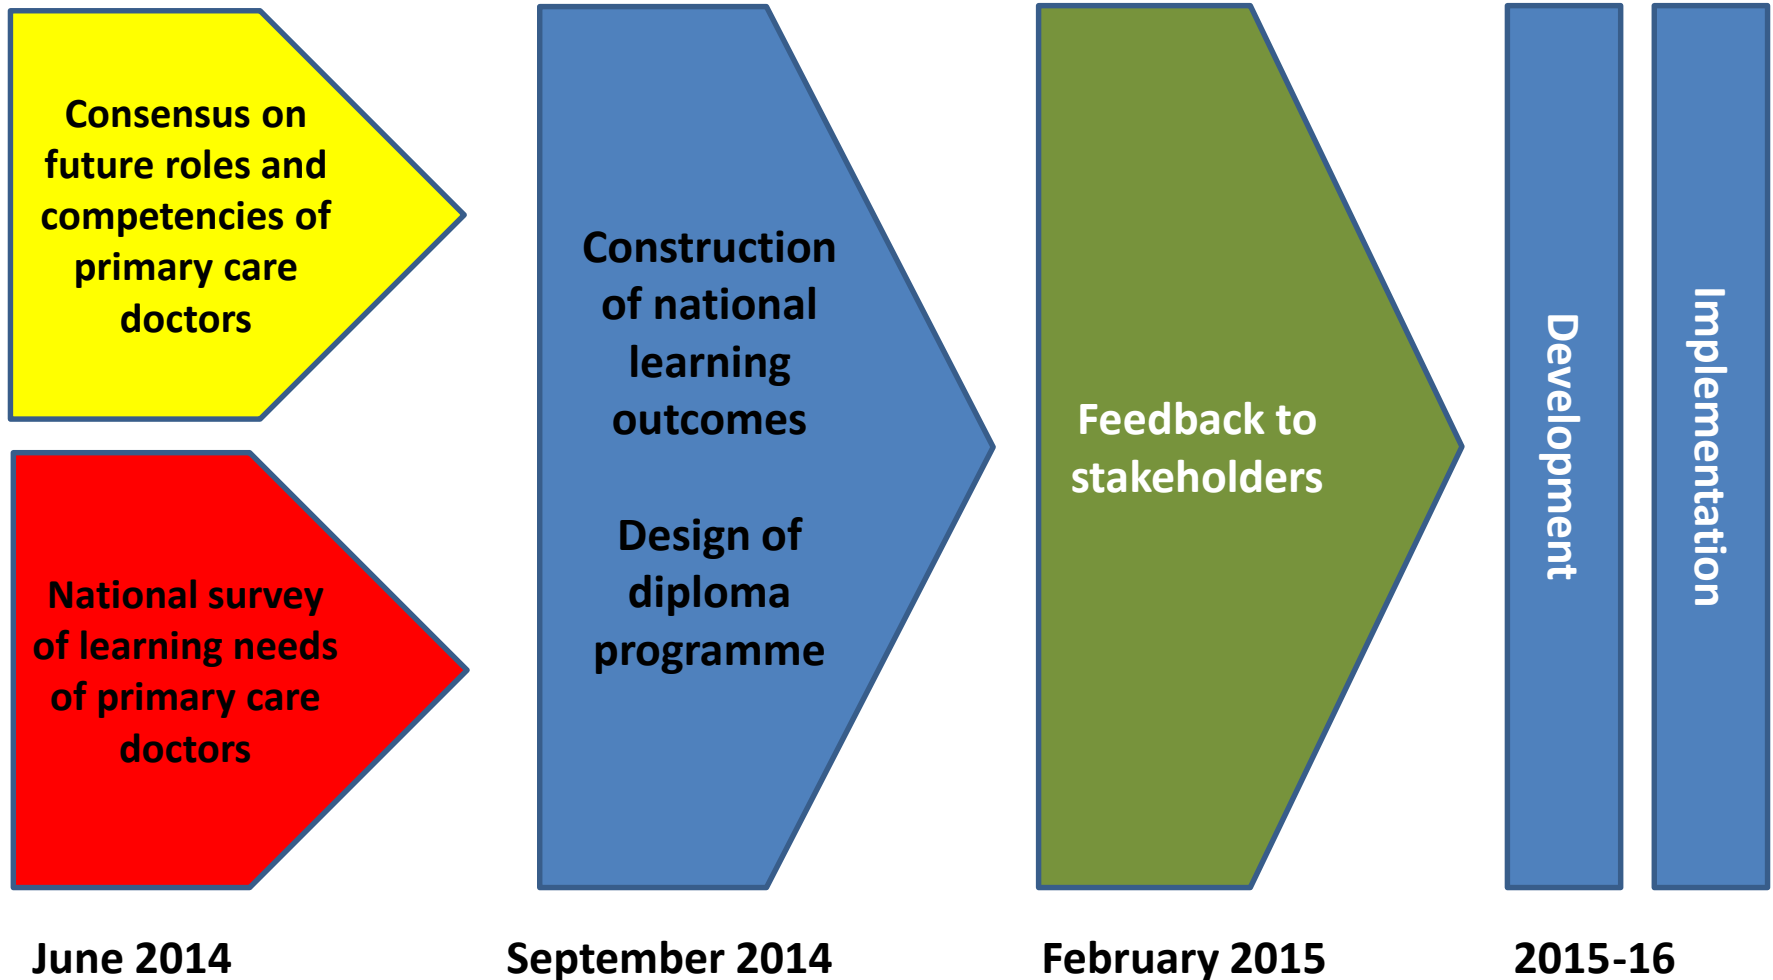 Consensus on
future roles and
competencies of
primary care
doctors
National survey
of learning needs
of primary care
doctors
Construction
of national
learning
outcomes
Design of
diploma
programme
Feedback to
stakeholders
Development
Implementation
June 2014
September 2014
February 2015
2015-16